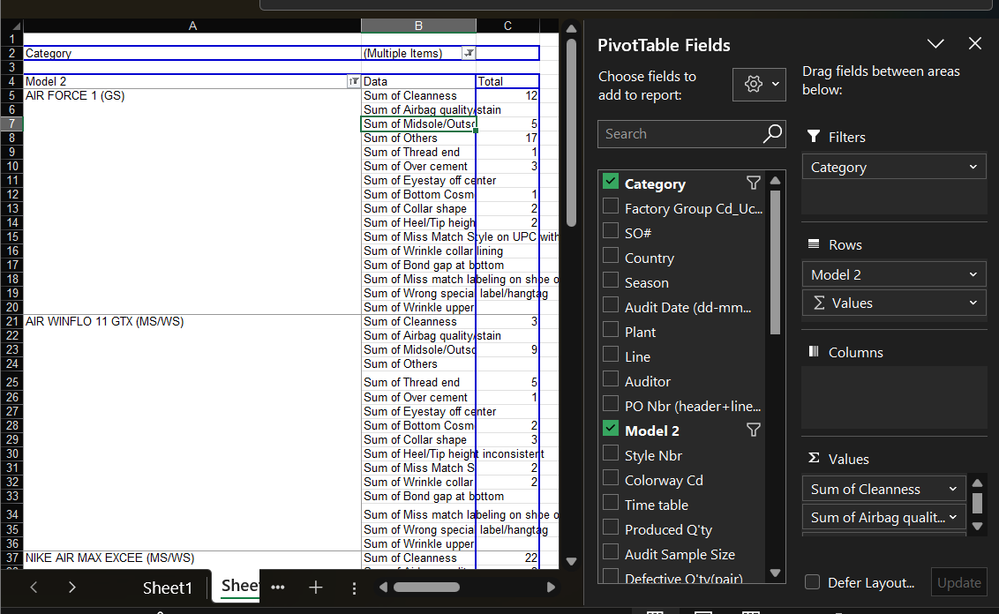 A B C
1
2 Category (Multiple Items)
3
4 Model 2 Data Total
5 AIR FORCE 1 (GS) Sum of Cleanness 12
6 Sum of Airbag quality/stain
7 Sum of Midsole/Outso 5
8 Sum of Others 17
9 Sum of Thread end 1
10 Sum of Over cement 3
11 Sum of Eyestay off center
12 Sum of Bottom Cosm 1
13 Sum of Collar shape 2
14 Sum of Heel/Tip heigh 2
15 Sum of Miss Match Style on UPC with
16 Sum of Wrinkle collar lining
17 Sum of Bond gap at bottom
18 Sum of Miss match labeling on shoe o
19 Sum of Wrong special label/hangtag
20 Sum of Wrinkle upper
21 AIR WINFLO 11 GTX (MS/WS) Sum of Cleanness 3
22 Sum of Airbag quality/stain
23 Sum of Midsole/Outso 9
24 Sum of Others
25 Sum of Thread end 5
26 Sum of Over cement 1
27 Sum of Eyestay off center
28 Sum of Bottom Cosm 2
29 Sum of Collar shape 3
30 Sum of Heel/Tip height inconsistent
31 Sum of Miss Match S 2
32 Sum of Wrinkle collar 2
33 Sum of Bond gap at bottom
34 Sum of Miss match labeling on shoe o
35 Sum of Wrong special label/hangtag
36 Sum of Wrinkle upper
37 NIKE AIR MAX EXCEE (MS/WS) Sum of Cleanness 22
Sheet1 Shee
PivotTable Fields
Choose fields to
add to report:
Search
Category
Factory Group Cd_Uc...
SO#
Country
Season
Audit Date (dd-mm...
Plant
Line
Auditor
PO Nbr (header+line...
Model 2
Style Nbr
Colorway Cd
Time table
Produced Q'ty
Audit Sample Size
Defective Q'ty(pair)
Drag fields between areas
below:
Filters
Category
Rows
Model 2
Σ Values
Columns
Σ Values
Sum of Cleanness
Sum of Airbag qualit...
Defer Layout... Update